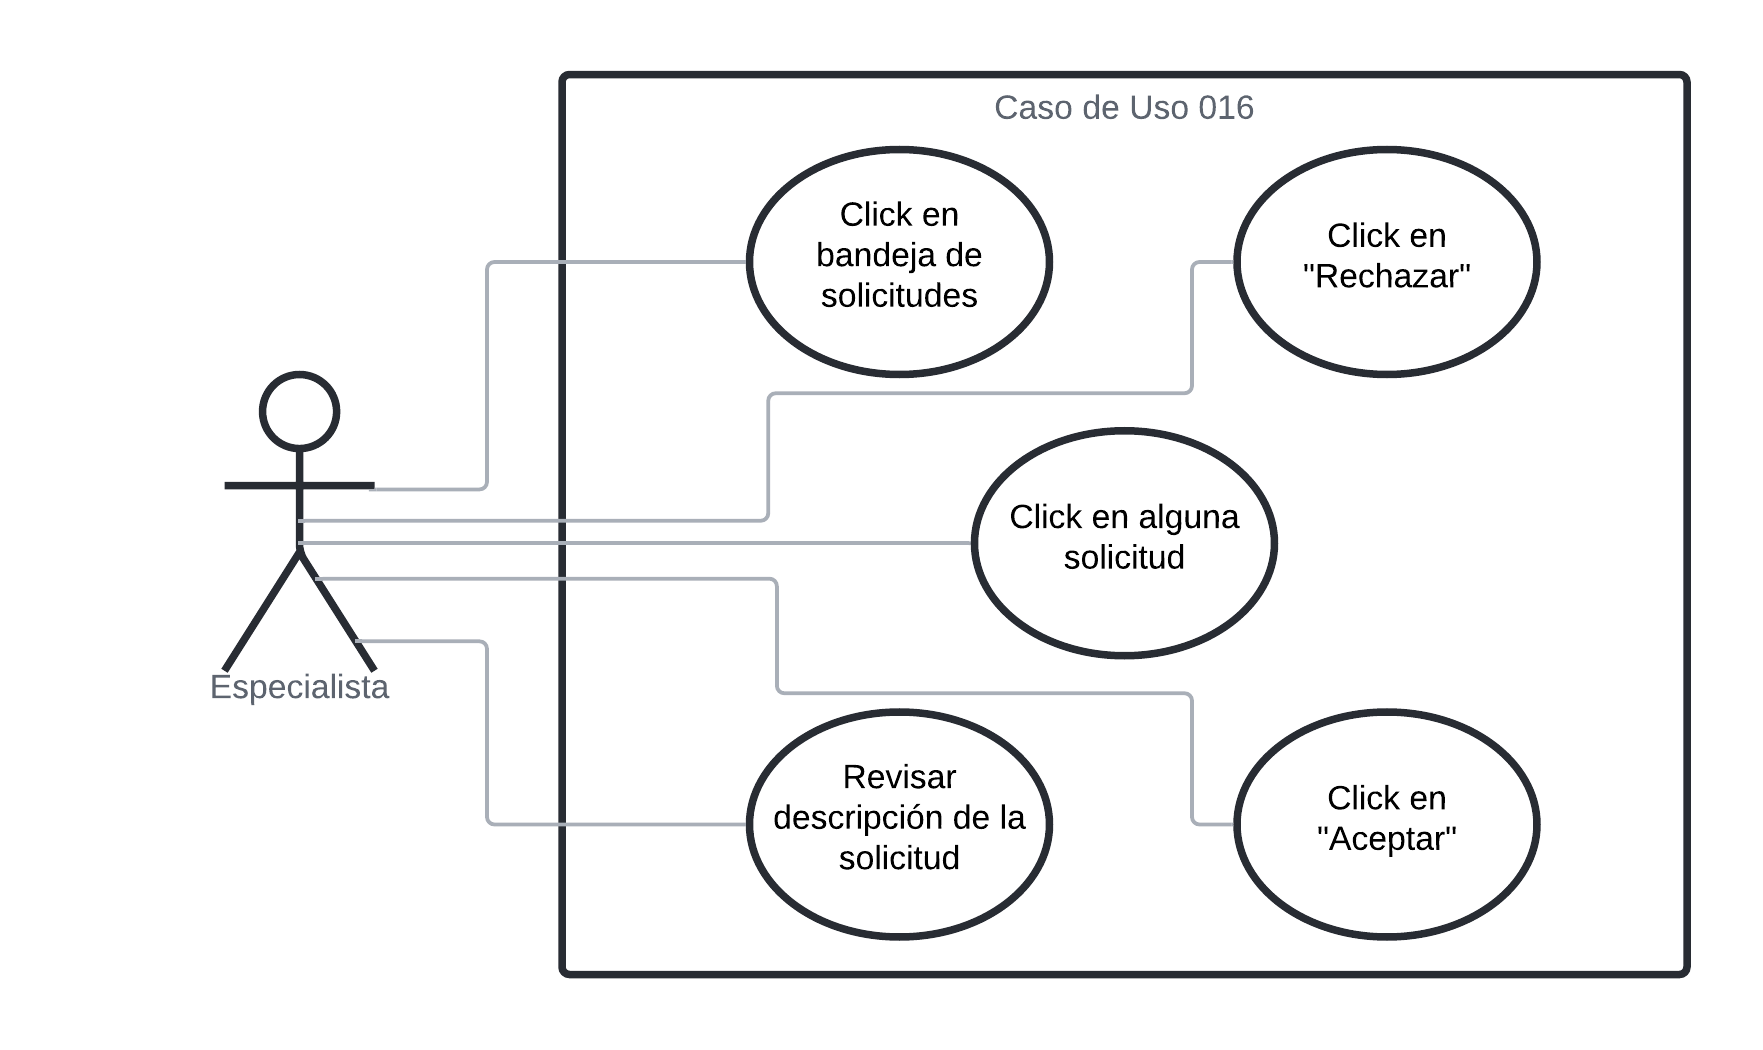 Caso de Uso 016
Click en
bandeja de
solicitudes
Click en
"Rechazar"
Click en alguna
solicitud
Especialista
Revisar
descripción de la
solicitud
Click en
"Aceptar"